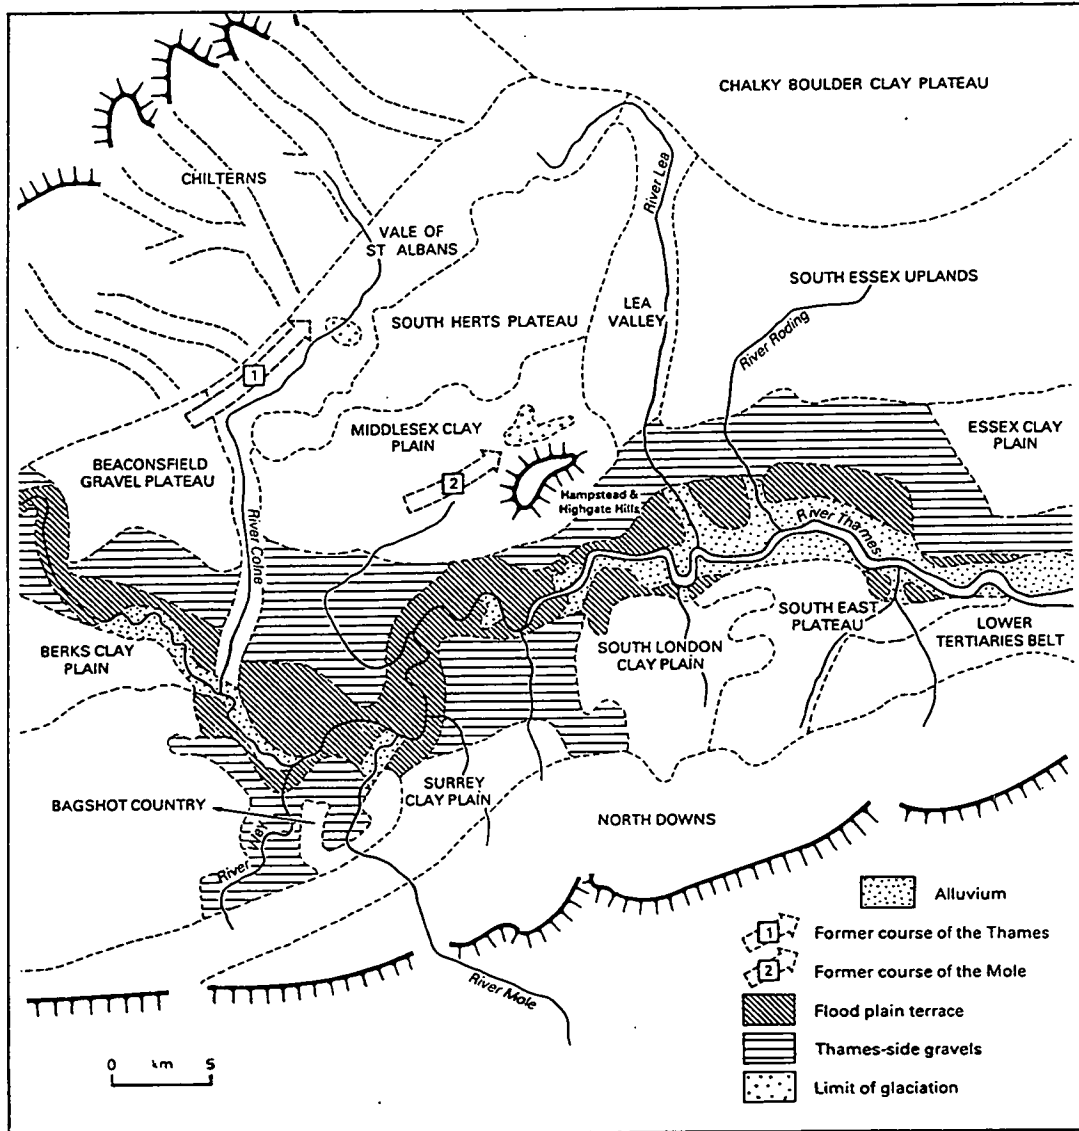 CHALKY BOULDER CLAY PLATEAU
CHILTERNS
River Lea
VALE OF
ST ALBANS
SOUTH ESSEX UPLANDS
LEA
VALLEY
SOUTH HERTS PLATEAU
River Roding
1
MIDDLESEX CLAY
PLAIN
ESSEX CLAY
PLAIN
BEACONSFIELD
GRAVEL PLATEAU
2
Hampstead &
Highgate Hills
River Thames
River Colne
SOUTH EAST
PLATEAU
LOWER
TERTIARIES BELT
BERKS CLAY
PLAIN
SOUTH LONDON
CLAY PLAIN
SURREY
CLAY PLAIN
BAGSHOT COUNTRY
NORTH DOWNS
River Wey
River Mole
Alluvium
1 Former course of the Thames
2 Former course of the Mole
Flood plain terrace
Thames-side gravels
Limit of glaciation
0 km 5